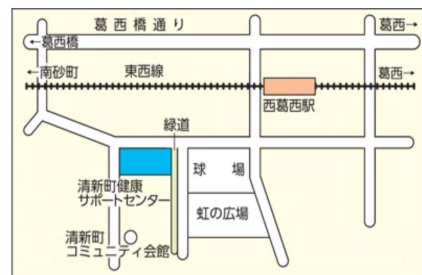 葛西橋通り
葛西→
←葛西橋
←南砂町
東西線
葛西→
西葛西駅
緑道
球場
清新町健康
サポートセンター
虹の広場
清新町
コミュニティ会館